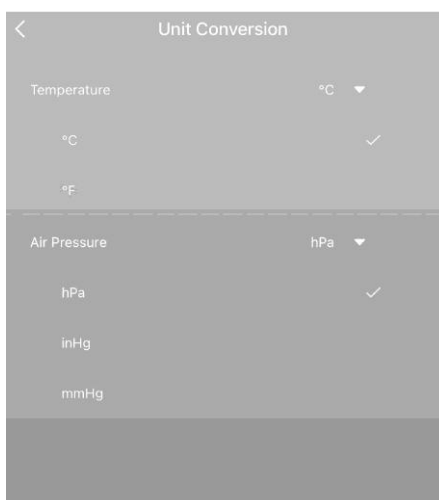 Unit Conversion
Temperature °C
°C
°F
Air Pressure hPa
hPa
inHg
mmHg